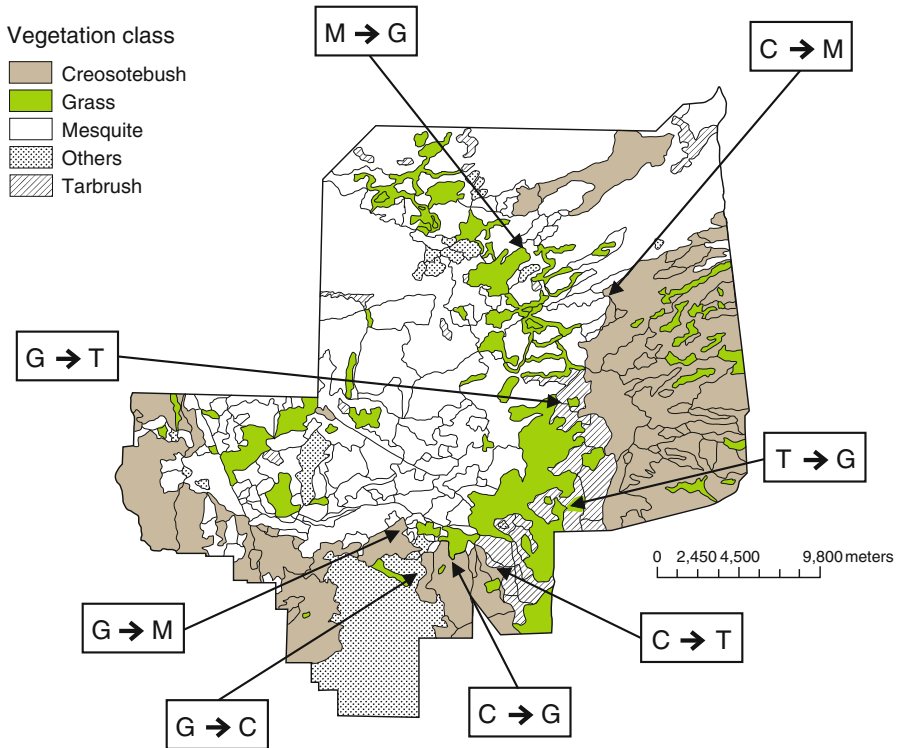 M → G
C → M
Vegetation class
Creosotebush
Grass
Mesquite
Others
Tarbrush
G → T
T → G
0 2,450 4,500 9,800 meters
G → M
C → T
G → C
C → G